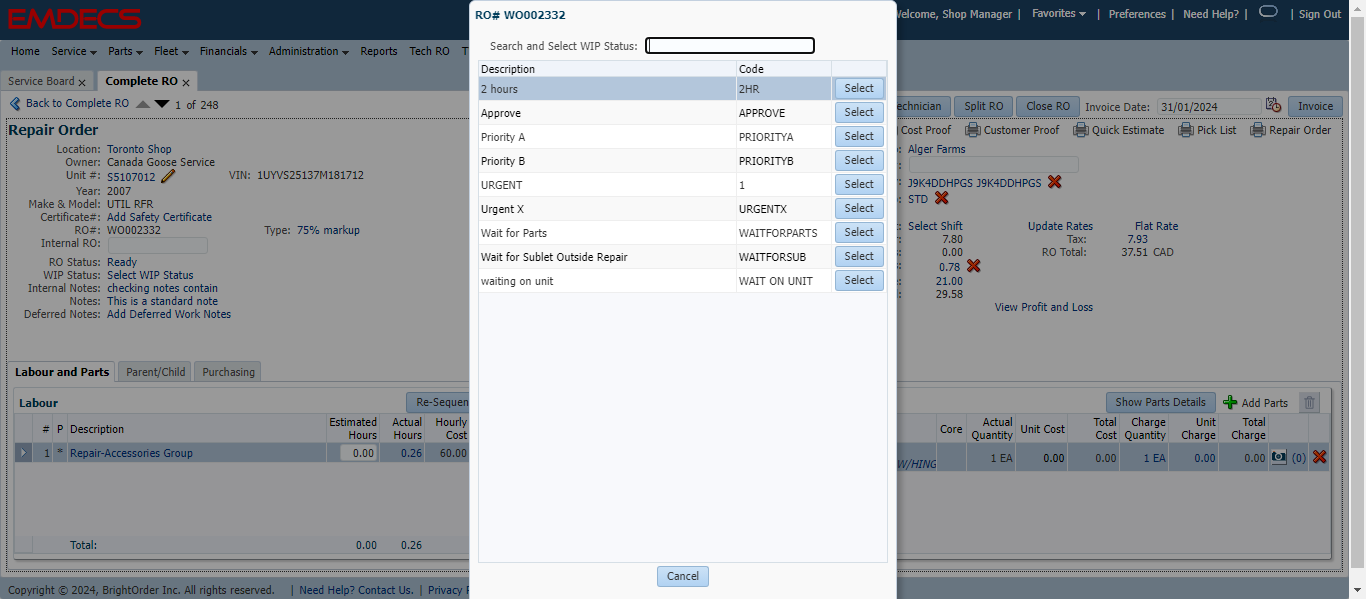 EMDECS
Welcome, Shop Manager | Favorites | Preferences | Need Help? | | Sign Out
Home Service Parts Fleet Financials Administration Reports Tech RO
Service Board x Complete RO x
Back to Complete RO 1 of 248
Technician Split RO Close RO Invoice Date: 31/01/2024 Invoice
Cost Proof Customer Proof Quick Estimate Pick List Repair Order
Repair Order
Location: Toronto Shop
Owner: Canada Goose Service
Unit #: S5107012 VIN: 1UYVS25137M181712
Year: 2007
Make & Model: UTIL RFR
Certificate#: Add Safety Certificate
RO#: WO002332 Type: 75% markup
Internal RO:
RO Status: Ready
WIP Status: Select WIP Status
Internal Notes: checking notes contain
Notes: This is a standard note
Deferred Notes: Add Deferred Work Notes
Alger Farms
J9K4DDHPGS J9K4DDHPGS
STD
Select Shift Update Rates Flat Rate
7.80 Tax: 7.93
0.00 RO Total: 37.51 CAD
0.78
21.00
29.58
View Profit and Loss
RO# WO002332
Search and Select WIP Status:
Description Code
2 hours 2HR Select
Approve APPROVE Select
Priority A PRIORITYA Select
Priority B PRIORITYB Select
URGENT 1 Select
Urgent X URGENTX Select
Wait for Parts WAITFORPARTS Select
Wait for Sublet Outside Repair WAITFORSUB Select
waiting on unit WAIT ON UNIT Select
Cancel
Labour and Parts Parent/Child Purchasing
Labour Re-Sequen
# P Description Estimated Hours Actual Hours Hourly Cost
1 * Repair-Accessories Group 0.00 0.26 60.00
Total: 0.00 0.26
Show Parts Details Add Parts
Core Actual Quantity Unit Cost Total Cost Charge Quantity Unit Charge Total Charge
W/HING 1 EA 0.00 0.00 1 EA 0.00 0.00 (0)
Copyright © 2024, BrightOrder Inc. All rights reserved. | Need Help? Contact Us. | Privacy